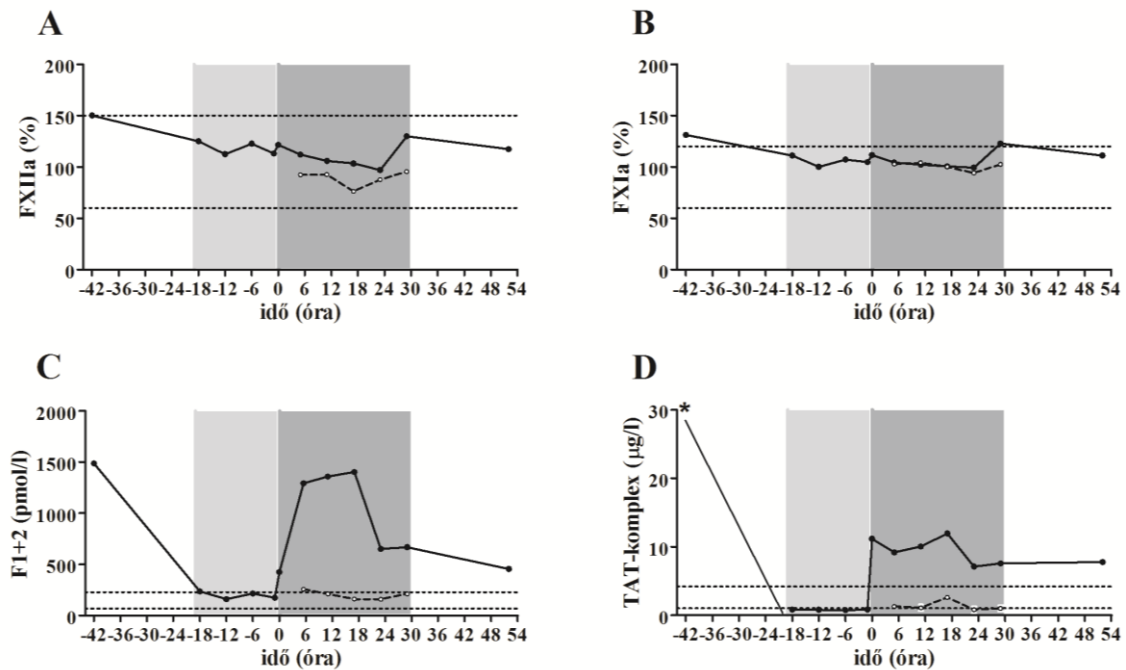 A
FXIIa (%)
200
150
100
50
0
-42 -36 -30 -24 -18 -12 -6 0 6 12 18 24 30 36 42 48 54
idő (óra)
B
FXIa (%)
200
150
100
50
0
-42 -36 -30 -24 -18 -12 -6 0 6 12 18 24 30 36 42 48 54
idő (óra)
C
F1+2 (pmol/l)
2000
1500
1000
500
0
-42 -36 -30 -24 -18 -12 -6 0 6 12 18 24 30 36 42 48 54
idő (óra)
D
TAT-komplex (µg/l)
30
20
10
0
*
-42 -36 -30 -24 -18 -12 -6 0 6 12 18 24 30 36 42 48 54
idő (óra)